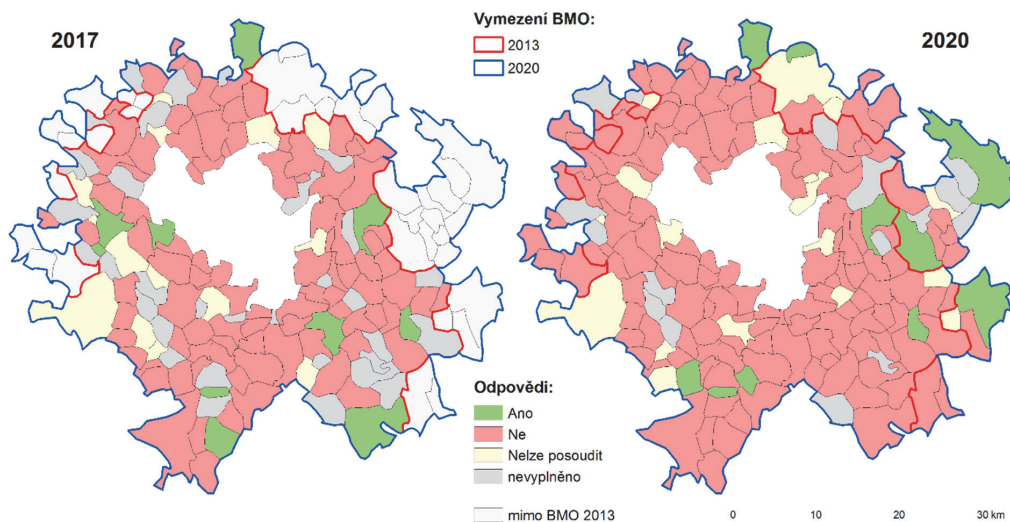 2017
Vymezení BMO:
2013
2020
2020
Odpovědi:
Ano
Ne
Nelze posoudit
nevyplněno
mimo BMO 2013
0 10 20 30 km